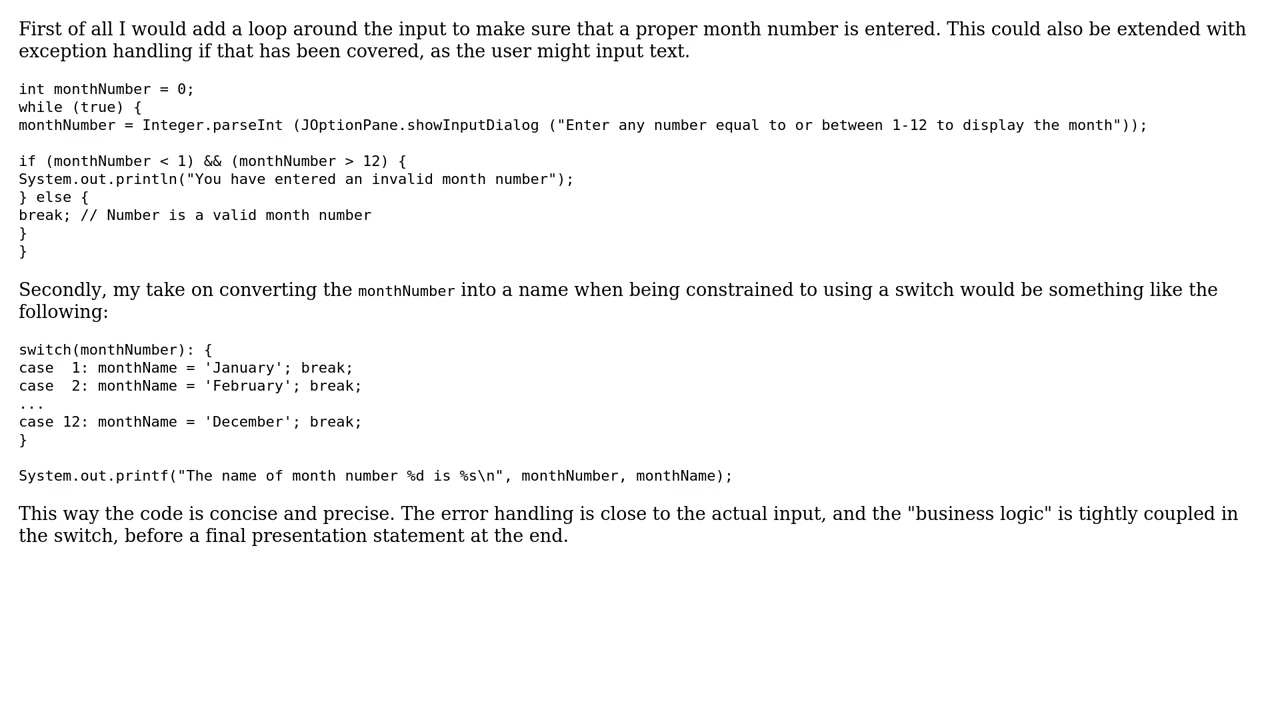 First of all I would add a loop around the input to make sure that a proper month number is entered. This could also be extended with
exception handling if that has been covered, as the user might input text.
int monthNumber = 0;
while (true) {
monthNumber = Integer.parseInt (JOptionPane.showInputDialog ("Enter any number equal to or between 1-12 to display the month"));
if (monthNumber < 1) && (monthNumber > 12) {
System.out.println("You have entered an invalid month number");
} else {
break; // Number is a valid month number
}
}
Secondly, my take on converting the monthNumber into a name when being constrained to using a switch would be something like the
following:
switch(monthNumber): {
case  1: monthName = 'January'; break;
case  2: monthName = 'February'; break;
...
case 12: monthName = 'December'; break;
}
System.out.printf("The name of month number %d is %s\n", monthNumber, monthName);
This way the code is concise and precise. The error handling is close to the actual input, and the "business logic" is tightly coupled in
the switch, before a final presentation statement at the end.